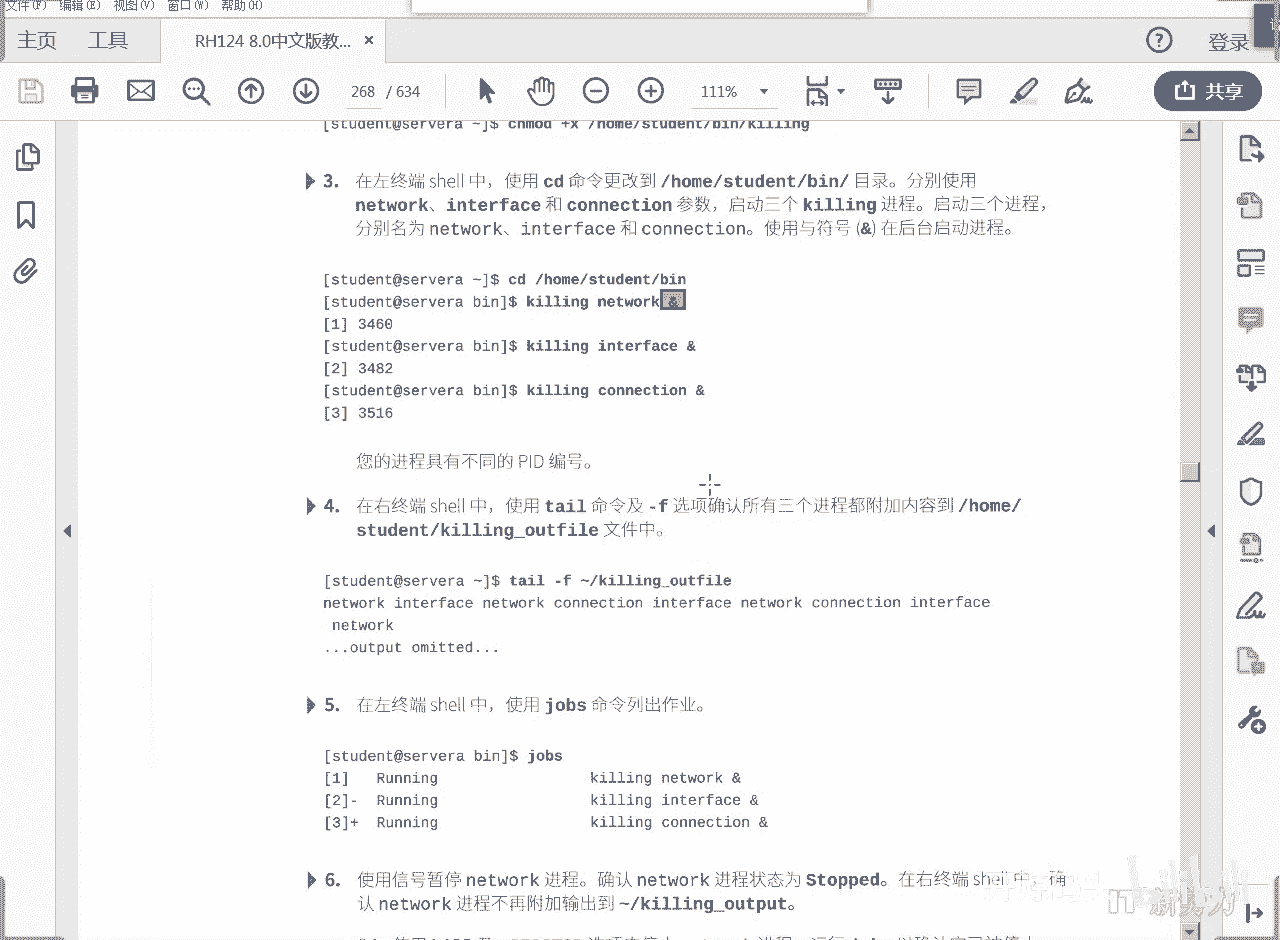 文件(F) 编辑(E) 视图(V) 窗口(W) 帮助(H)
主页 工具 RH124 8.0中文版教... × 登录
268 / 634 111% 共享
[student@servera ~]$ chmod +x /home/student/bin/killing
3. 在左终端 shell 中，使用 cd 命令更改到 /home/student/bin/ 目录。分别使用
network、interface 和 connection 参数，启动三个 killing 进程。启动三个进程，
分别名为 network、interface 和 connection。使用与符号 (&) 在后台启动进程。
[student@servera ~]$ cd /home/student/bin
[student@servera bin]$ killing network &
[1] 3460
[student@servera bin]$ killing interface &
[2] 3482
[student@servera bin]$ killing connection &
[3] 3516
您的进程具有不同的 PID 编号。
4. 在右终端 shell 中，使用 tail 命令及 -f 选项确认所有三个进程都附加内容到 /home/
student/killing_outfile 文件中。
[student@servera ~]$ tail -f ~/killing_outfile
network interface network connection interface network connection interface
network
...output omitted...
5. 在左终端 shell 中，使用 jobs 命令列出作业。
[student@servera bin]$ jobs
[1] Running killing network &
[2]- Running killing interface &
[3]+ Running killing connection &
6. 使用信号暂停 network 进程。确认 network 进程状态为 Stopped。在右终端 shell 中，确
认 network 进程不再附加输出到 ~/killing_output。